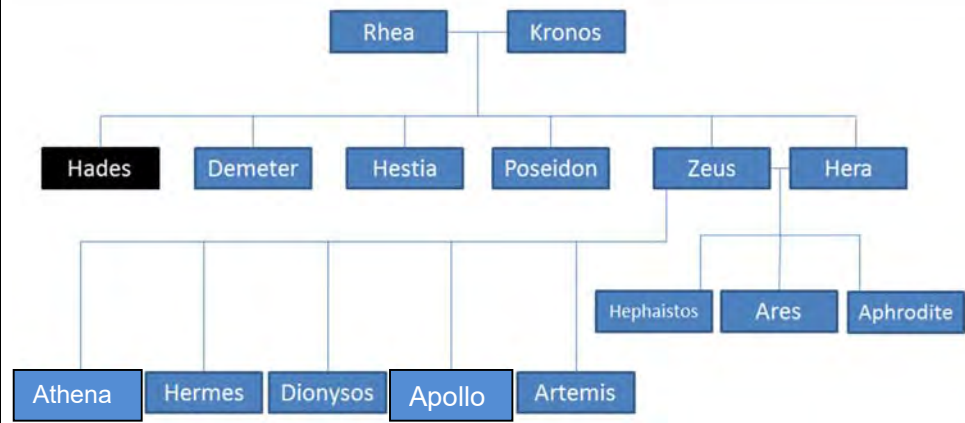 Rhea Kronos
Hades Demeter Hestia Poseidon Zeus Hera
Hephaistos Ares Aphrodite
Athena Hermes Dionysos Apollo Artemis